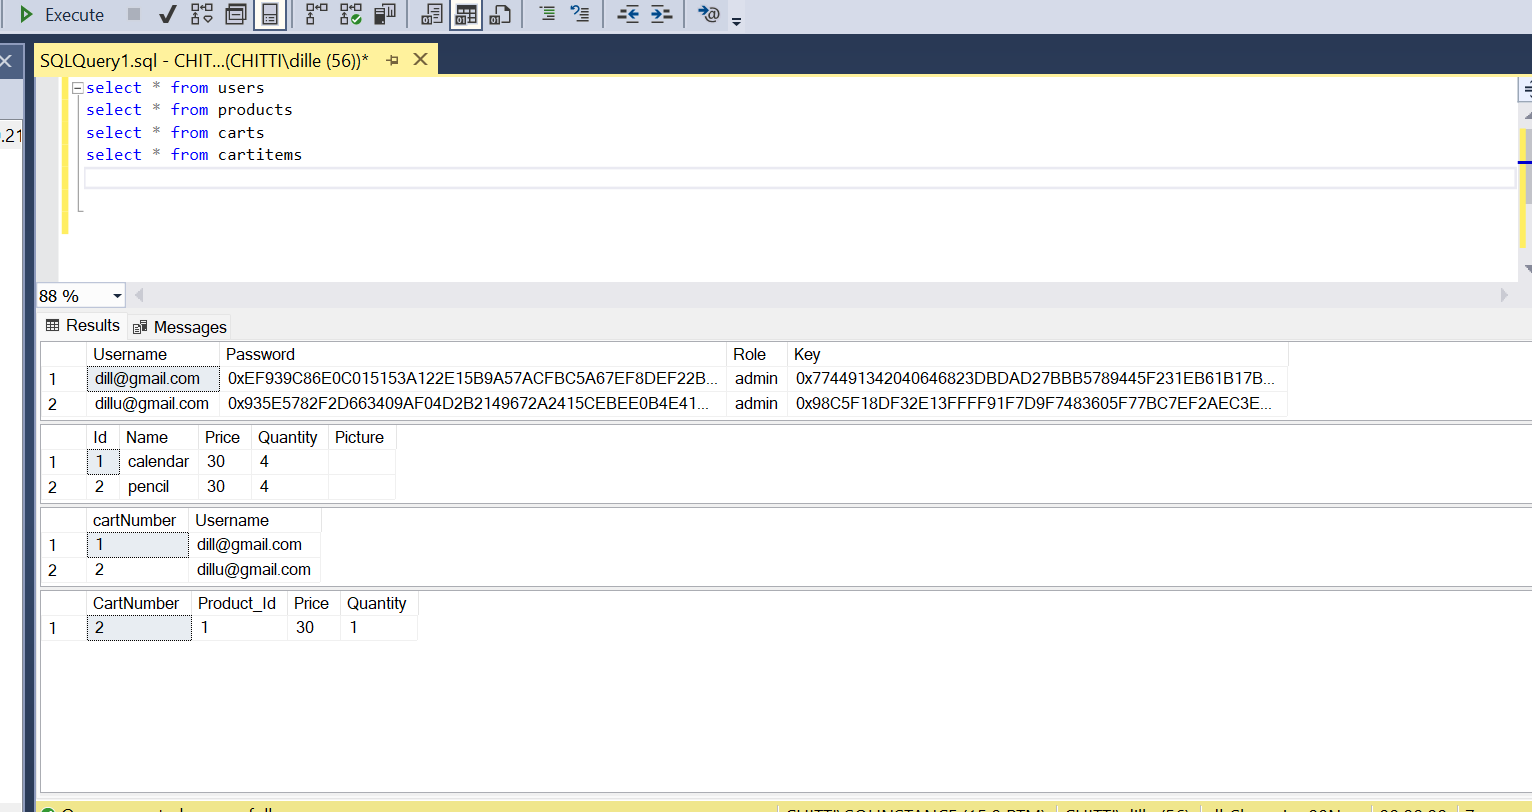 Execute
SQLQuery1.sql - CHIT...(CHITTI\dille (56))*
select * from users
select * from products
select * from carts
select * from cartitems
.21
88 %
Results Messages
Username Password Role Key
1 dill@gmail.com 0xEF939C86E0C015153A122E15B9A57ACFBC5A67EF8DEF22B... admin 0x774491342040646823DBDAD27BBB5789445F231EB61B17B...
2 dillu@gmail.com 0x935E5782F2D663409AF04D2B2149672A2415CEBEE0B4E41... admin 0x98C5F18DF32E13FFFF91F7D9F7483605F77BC7EF2AEC3E...
Id Name Price Quantity Picture
1 1 calendar 30 4
2 2 pencil 30 4
cartNumber Username
1 1 dill@gmail.com
2 2 dillu@gmail.com
CartNumber Product_Id Price Quantity
1 2 1 30 1